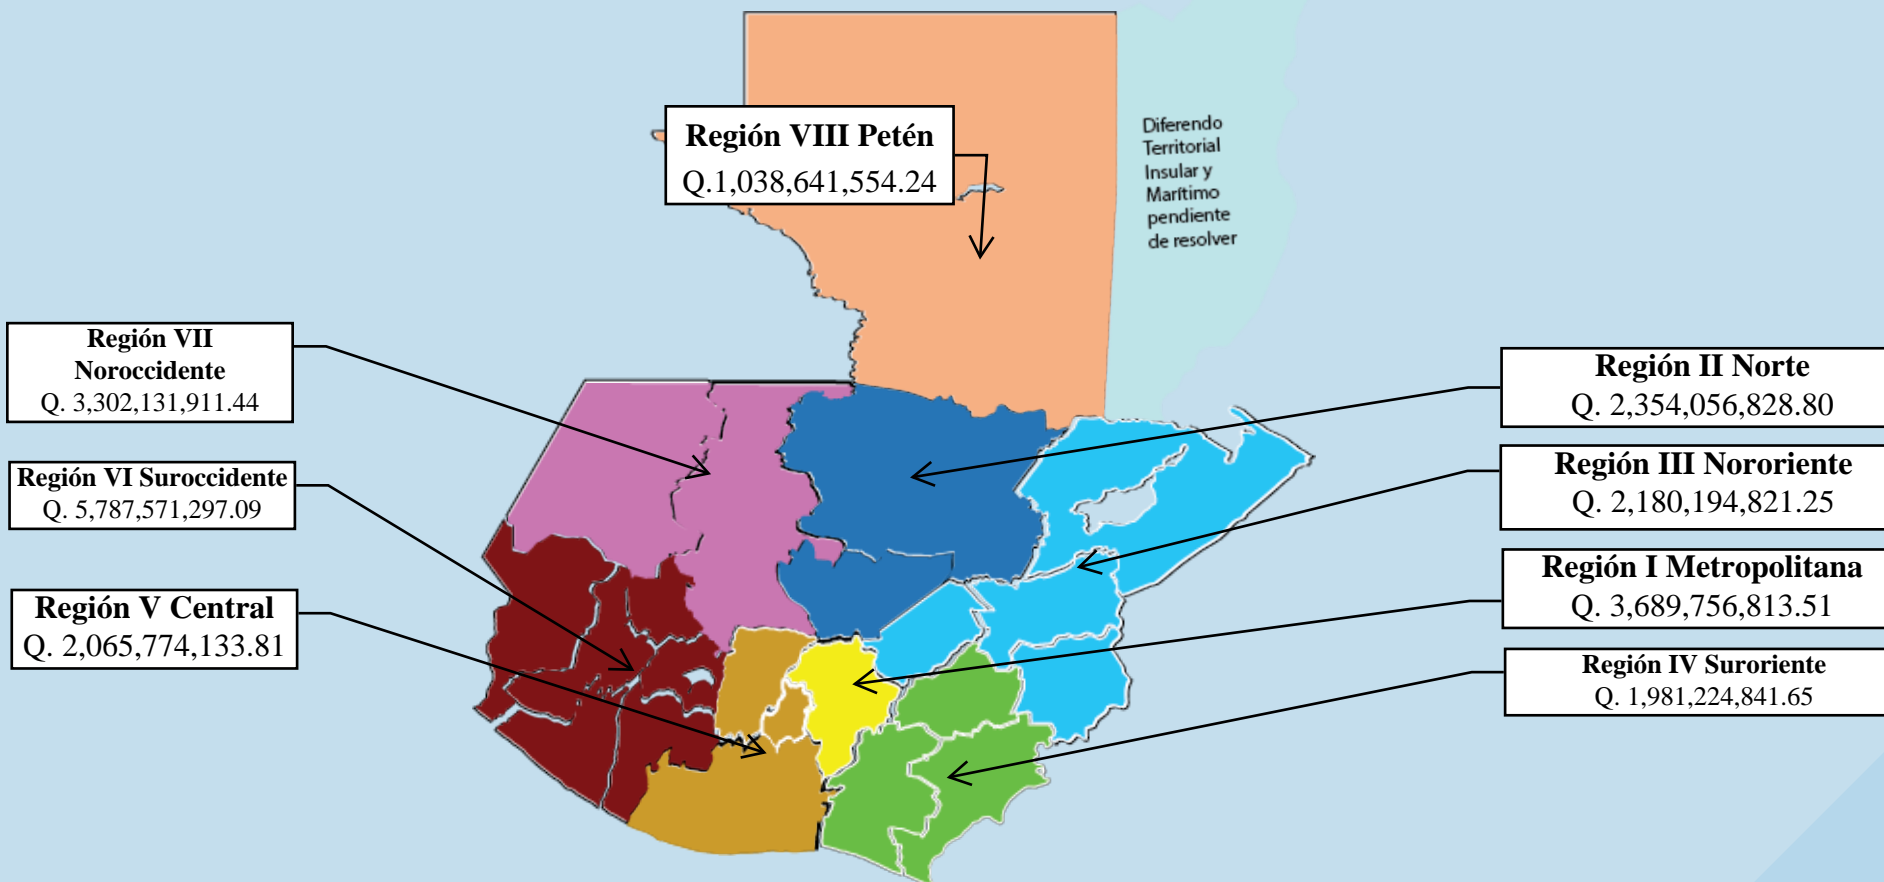 Región VIII Petén
Q.1,038,641,554.24
Diferendo
Territorial
Insular y
Marítimo
pendiente
de resolver
Región VII
Noroccidente
Q. 3,302,131,911.44
Región VI Suroccidente
Q. 5,787,571,297.09
Región V Central
Q. 2,065,774,133.81
Región II Norte
Q. 2,354,056,828.80
Región III Nororiente
Q. 2,180,194,821.25
Región I Metropolitana
Q. 3,689,756,813.51
Región IV Suroriente
Q. 1,981,224,841.65